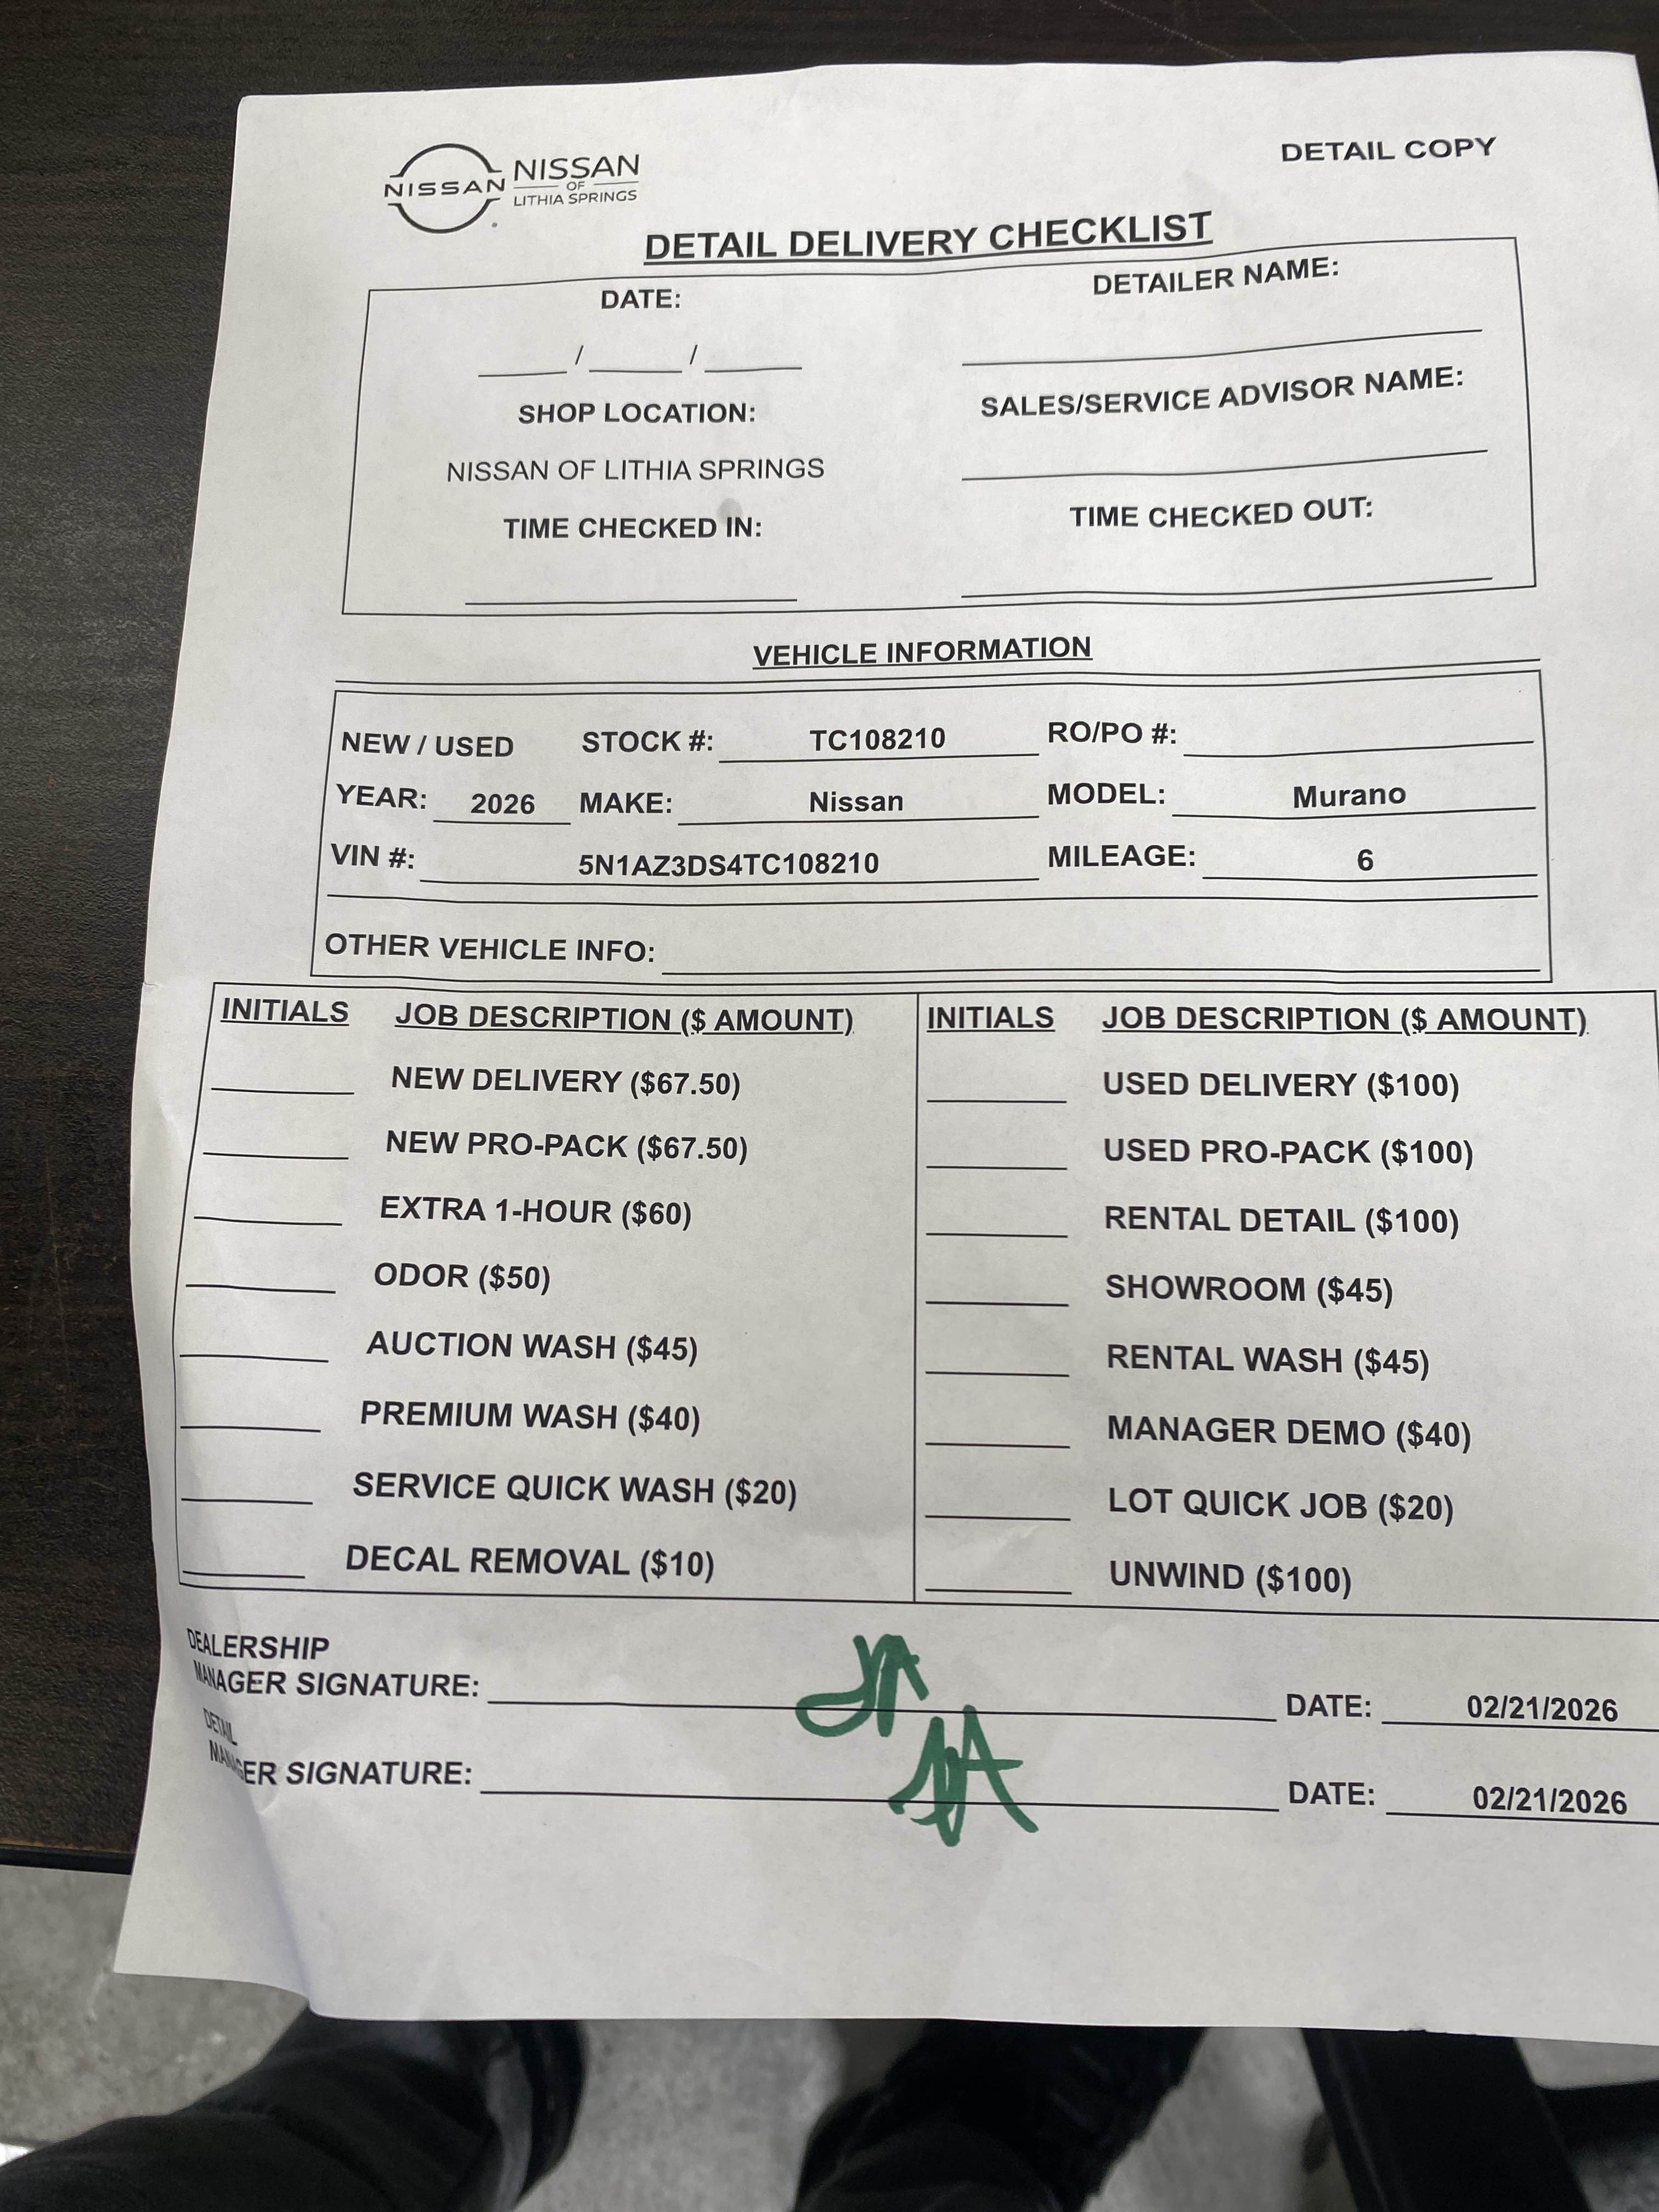 DETAIL COPY
NISSAN NISSAN
OF
LITHIA SPRINGS
DETAIL DELIVERY CHECKLIST
DATE: DETAILER NAME:
____ / ____ / ____
SHOP LOCATION: SALES/SERVICE ADVISOR NAME:
NISSAN OF LITHIA SPRINGS
TIME CHECKED IN: TIME CHECKED OUT:
VEHICLE INFORMATION
NEW / USED STOCK #: TC108210 RO/PO #:
YEAR: 2026 MAKE: Nissan MODEL: Murano
VIN #: 5N1AZ3DS4TC108210 MILEAGE: 6
OTHER VEHICLE INFO:
INITIALS JOB DESCRIPTION ($ AMOUNT) INITIALS JOB DESCRIPTION ($ AMOUNT)
NEW DELIVERY ($67.50) USED DELIVERY ($100)
NEW PRO-PACK ($67.50) USED PRO-PACK ($100)
EXTRA 1-HOUR ($60) RENTAL DETAIL ($100)
ODOR ($50) SHOWROOM ($45)
AUCTION WASH ($45) RENTAL WASH ($45)
PREMIUM WASH ($40) MANAGER DEMO ($40)
SERVICE QUICK WASH ($20) LOT QUICK JOB ($20)
DECAL REMOVAL ($10) UNWIND ($100)
DEALERSHIP
MANAGER SIGNATURE: DATE: 02/21/2026
DETAIL
MANAGER SIGNATURE: DATE: 02/21/2026